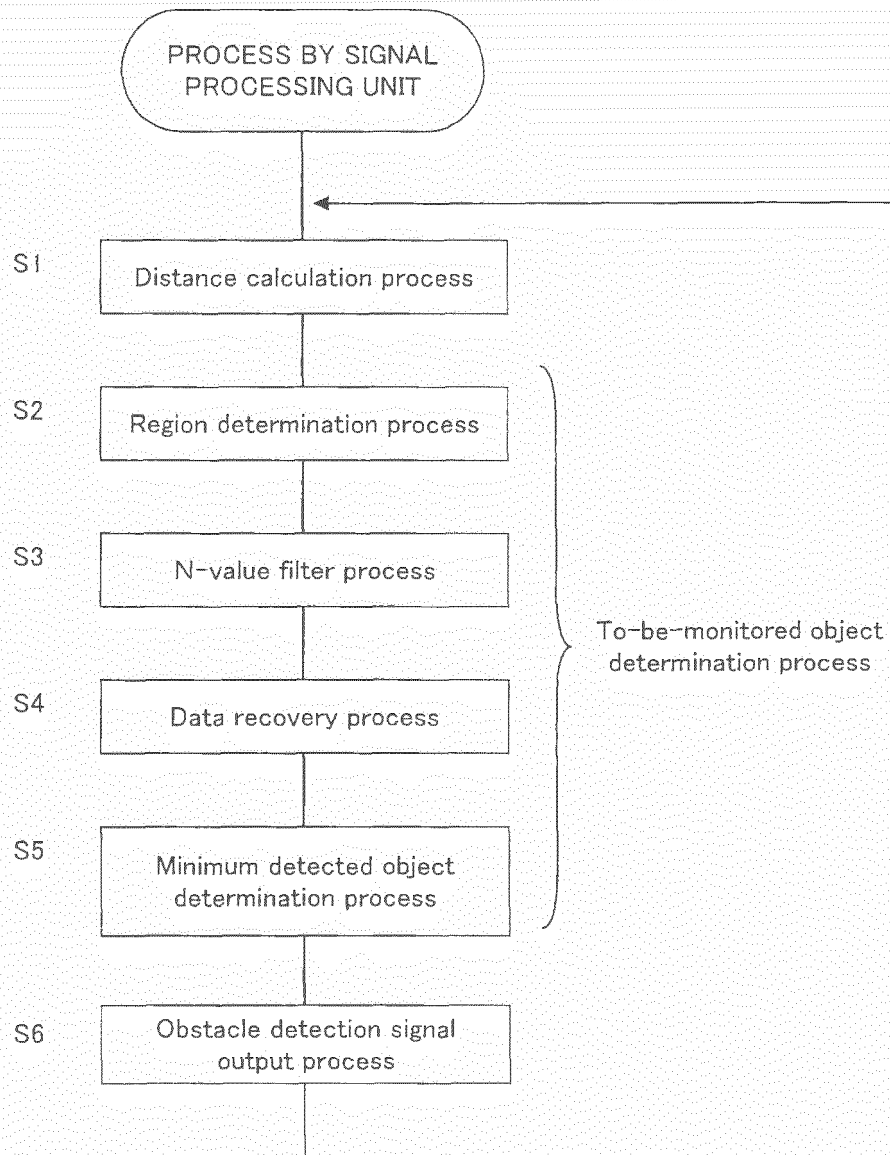 PROCESS BY SIGNAL
PROCESSING UNIT
S1
Distance calculation process
S2
Region determination process
S3
N-value filter process
S4
Data recovery process
S5
Minimum detected object
determination process
To-be-monitored object
determination process
S6
Obstacle detection signal
output process